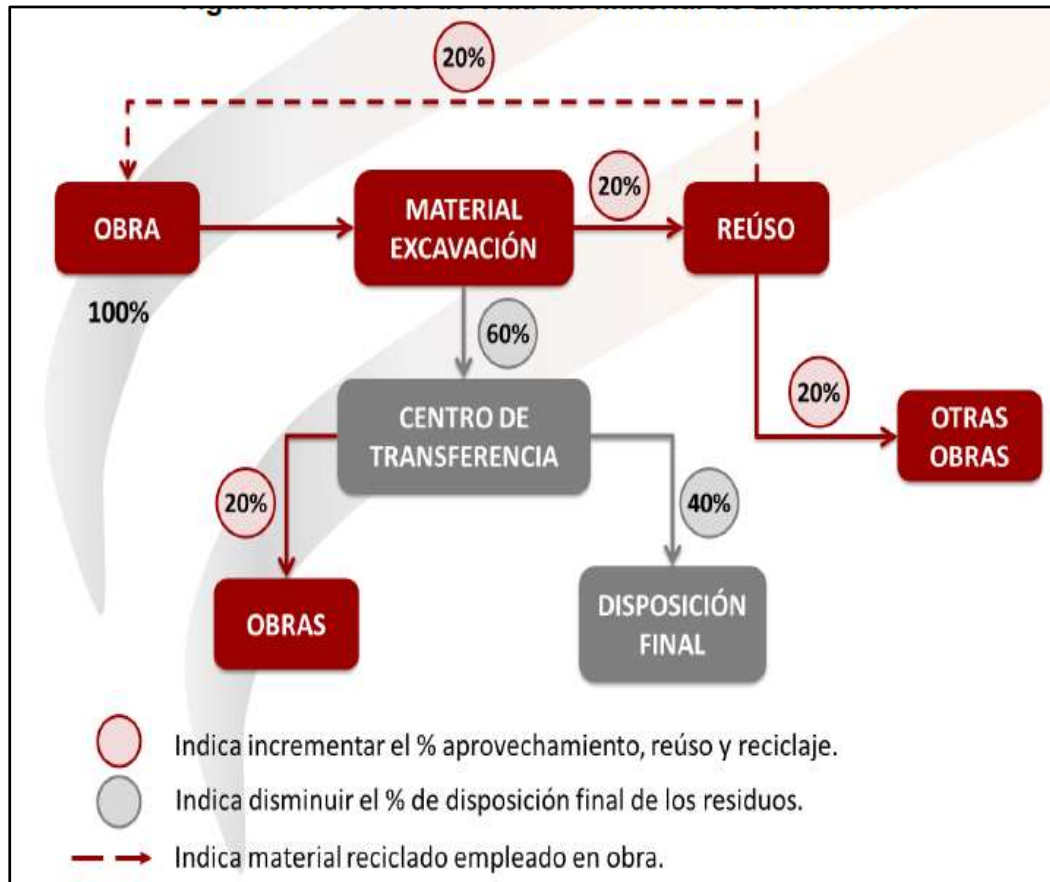 20%
OBRA
MATERIAL
EXCAVACIÓN
20%
REÚSO
100%
60%
CENTRO DE
TRANSFERENCIA
20%
OTRAS
OBRAS
20%
40%
OBRAS
DISPOSICIÓN
FINAL
Indica incrementar el % aprovechamiento, reúso y reciclaje.
Indica disminuir el % de disposición final de los residuos.
Indica material reciclado empleado en obra.